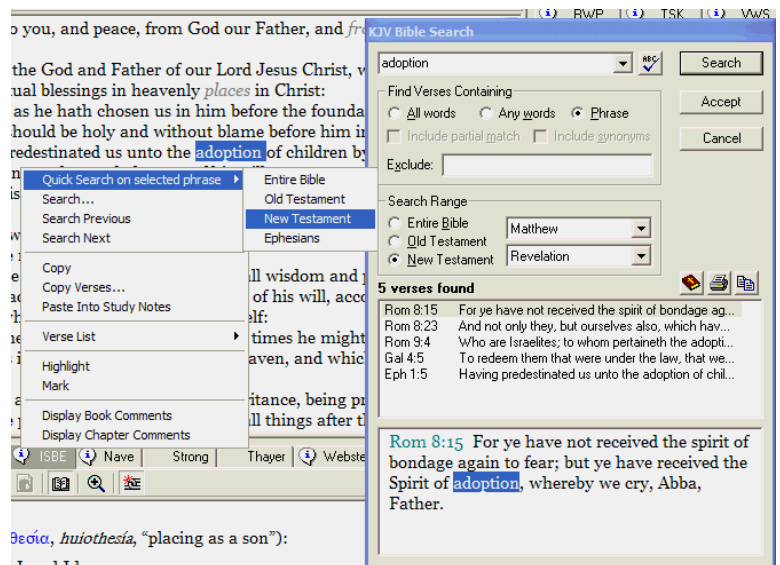 RWP TSK VWS
o you, and peace, from God our Father, and
the God and Father of our Lord Jesus Christ,
ual blessings in heavenly places in Christ:
as he hath chosen us in him before the
hould be holy and without blame before him
redestinated us unto the adoption of children by
Quick Search on selected phrase
Search...
Search Previous
Search Next
Copy
Copy Verses...
Paste Into Study Notes
Verse List
Highlight
Mark
Display Book Comments
Display Chapter Comments
Entire Bible
Old Testament
New Testament
Ephesians
ll wisdom and
of his will,
elf:
times he might
aven, and
itance, being
ll things after
ISBE Nave Strong Thayer
θεσία, huiothesía, “placing as a son”):
KJV Bible Search
adoption
ABC
Search
Find Verses Containing
All words Any words Phrase
Accept
Include partial match Include synonyms
Cancel
Exclude:
Search Range
Entire Bible
Old Testament
New Testament
Matthew
Revelation
5 verses found
Rom 8:15 For ye have not received the spirit of bondage ag...
Rom 8:23 And not only they, but ourselves also, which hav...
Rom 9:4 Who are Israelites; to whom pertaineth the adopti...
Gal 4:5 To redeem them that were under the law, that we...
Eph 1:5 Having predestinated us unto the adoption of chil...
Rom 8:15 For ye have not received the spirit of
bondage again to fear; but ye have received the
Spirit of adoption, whereby we cry, Abba,
Father.